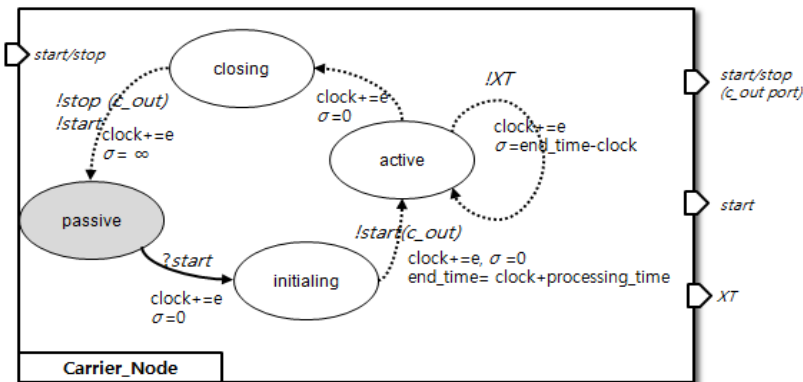 start/stop
closing
!stop (c_out)
!start
clock+=e
σ= ∞
clock+=e
σ=0
!XT
clock+=e
σ=end_time-clock
active
passive
?start
clock+=e
σ=0
initialing
!start(c_out)
clock+=e, σ=0
end_time= clock+processing_time
start/stop
(c_out port)
start
XT
Carrier_Node